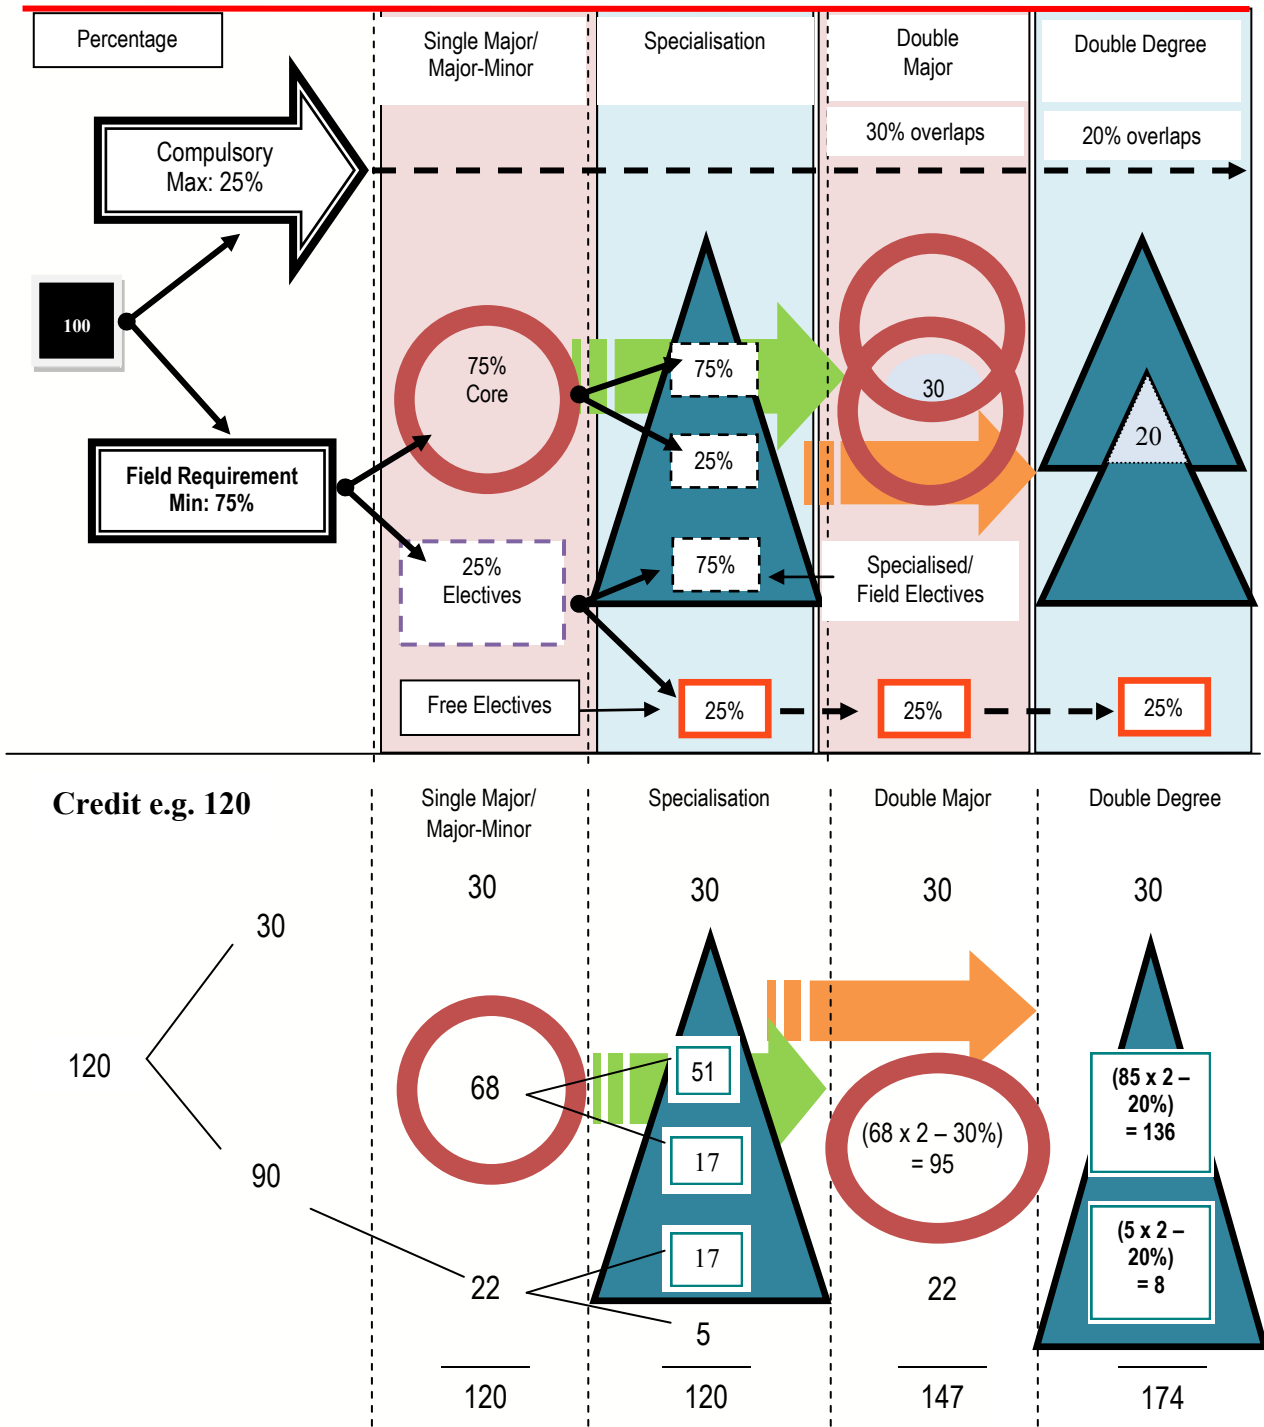 Percentage
Single Major/
Major-Minor
Specialisation
Double
Major
Double Degree
30% overlaps
20% overlaps
Compulsory
Max: 25%
100
75%
Core
75%
30
20
25%
Field Requirement
Min: 75%
25%
Electives
75%
Specialised/
Field Electives
Free Electives
25%
25%
25%
Credit e.g. 120
Single Major/
Major-Minor
Specialisation
Double Major
Double Degree
30
30
30
30
30
120
68
51
(85 x 2 –
20%)
= 136
(68 x 2 – 30%)
= 95
17
90
17
(5 x 2 –
20%)
= 8
22
22
5
120
120
147
174